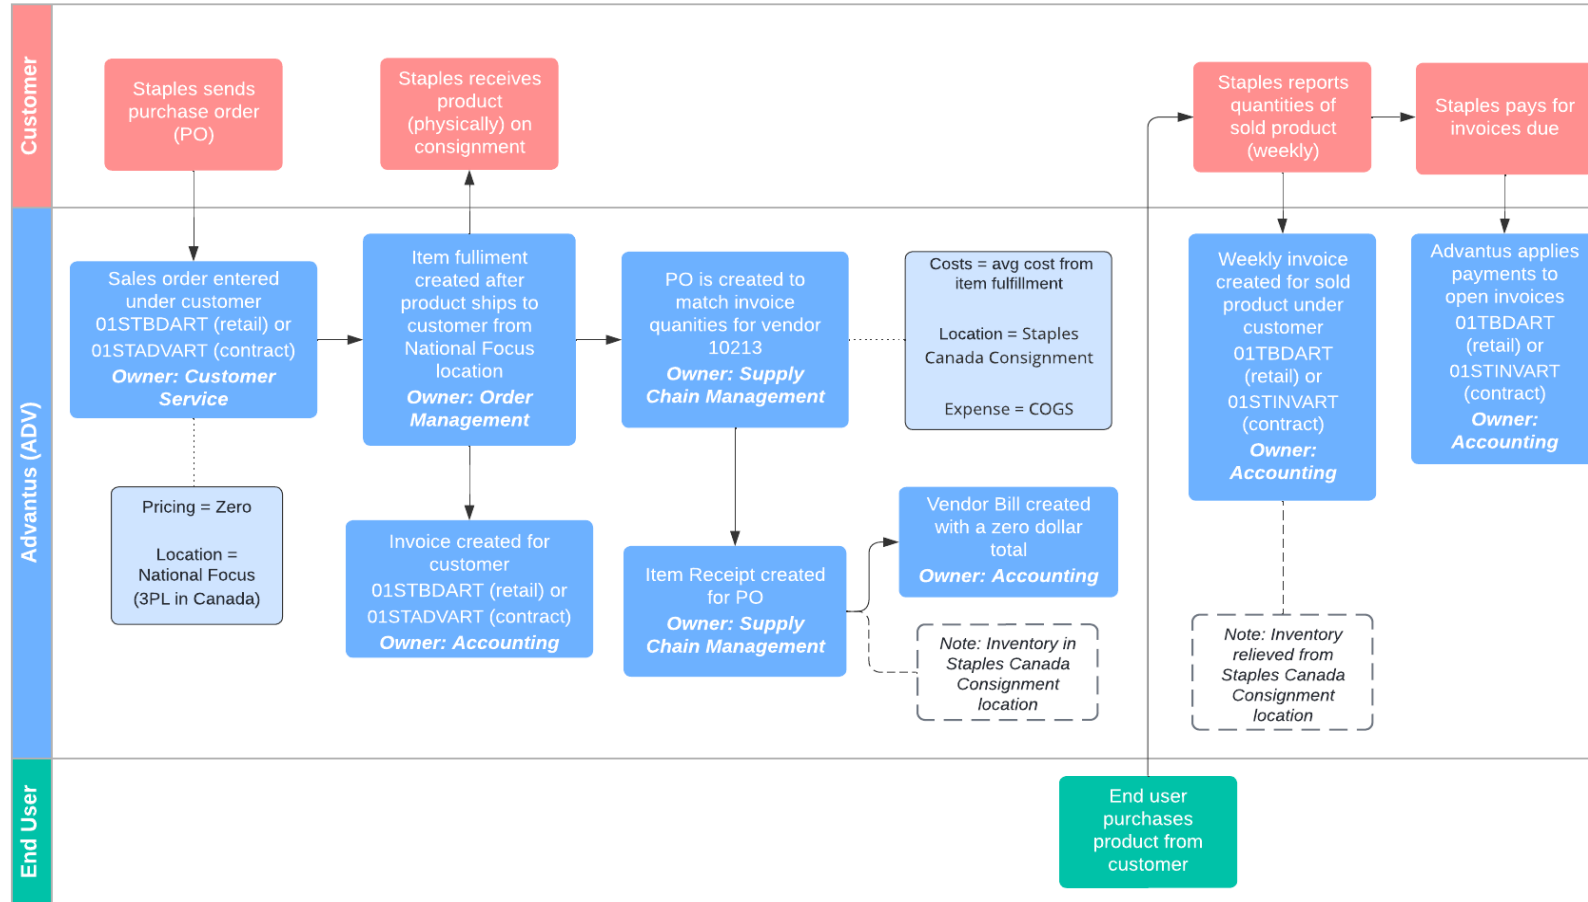 Customer
Staples sends
purchase order
(PO)
Staples receives
product
(physically) on
consignment
Staples reports
quantities of
sold product
(weekly)
Staples pays for
invoices due
Advantus (ADV)
Sales order entered
under customer
01STBDART (retail) or
01STADVART (contract)
Owner: Customer
Service
Pricing = Zero
Location =
National Focus
(3PL in Canada)
Item fulliment
created after
product ships to
customer from
National Focus
location
Owner: Order
Management
Invoice created for
customer
01STBDART (retail) or
01STADVART (contract)
Owner: Accounting
PO is created to
match invoice
quanities for vendor
10213
Owner: Supply
Chain Management
Costs = avg cost from
item fulfillment
Location = Staples
Canada Consignment
Expense = COGS
Item Receipt created
for PO
Owner: Supply
Chain Management
Vendor Bill created
with a zero dollar
total
Owner: Accounting
Note: Inventory in
Staples Canada
Consignment
location
Weekly invoice
created for sold
product under
customer
01TBDART
(retail) or
01STINVART
(contract)
Owner:
Accounting
Note: Inventory
relieved from
Staples Canada
Consignment
location
Advantus applies
payments to
open invoices
01TBDART
(retail) or
01STINVART
(contract)
Owner:
Accounting
End User
End user
purchases
product from
customer